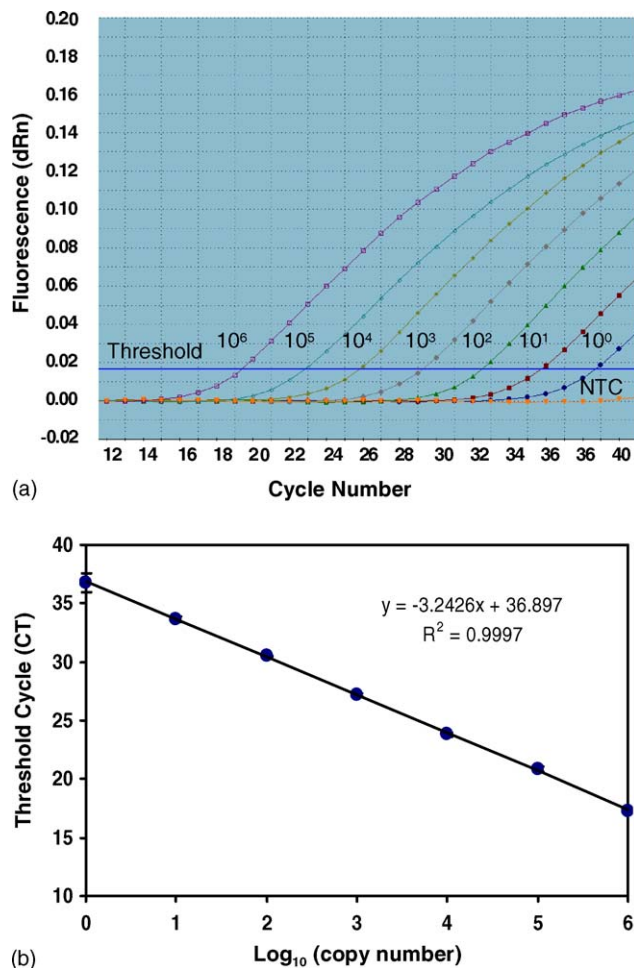 0.20
0.18
0.16
0.14
0.12
0.10
0.08
0.06
0.04
0.02
0.00
-0.02
Fluorescence (dRn)
Threshold
10⁶ 10⁵ 10⁴ 10³ 10² 10¹ 10⁰
NTC
12 14 16 18 20 22 23 26 28 29 30 32 32 34 36 36 40
Cycle Number
(a)
40
35
30
25
20
15
10
Threshold Cycle (CT)
y = -3.2426x + 36.897
R² = 0.9997
0 1 2 3 4 5 6
Log₁₀ (copy number)
(b)